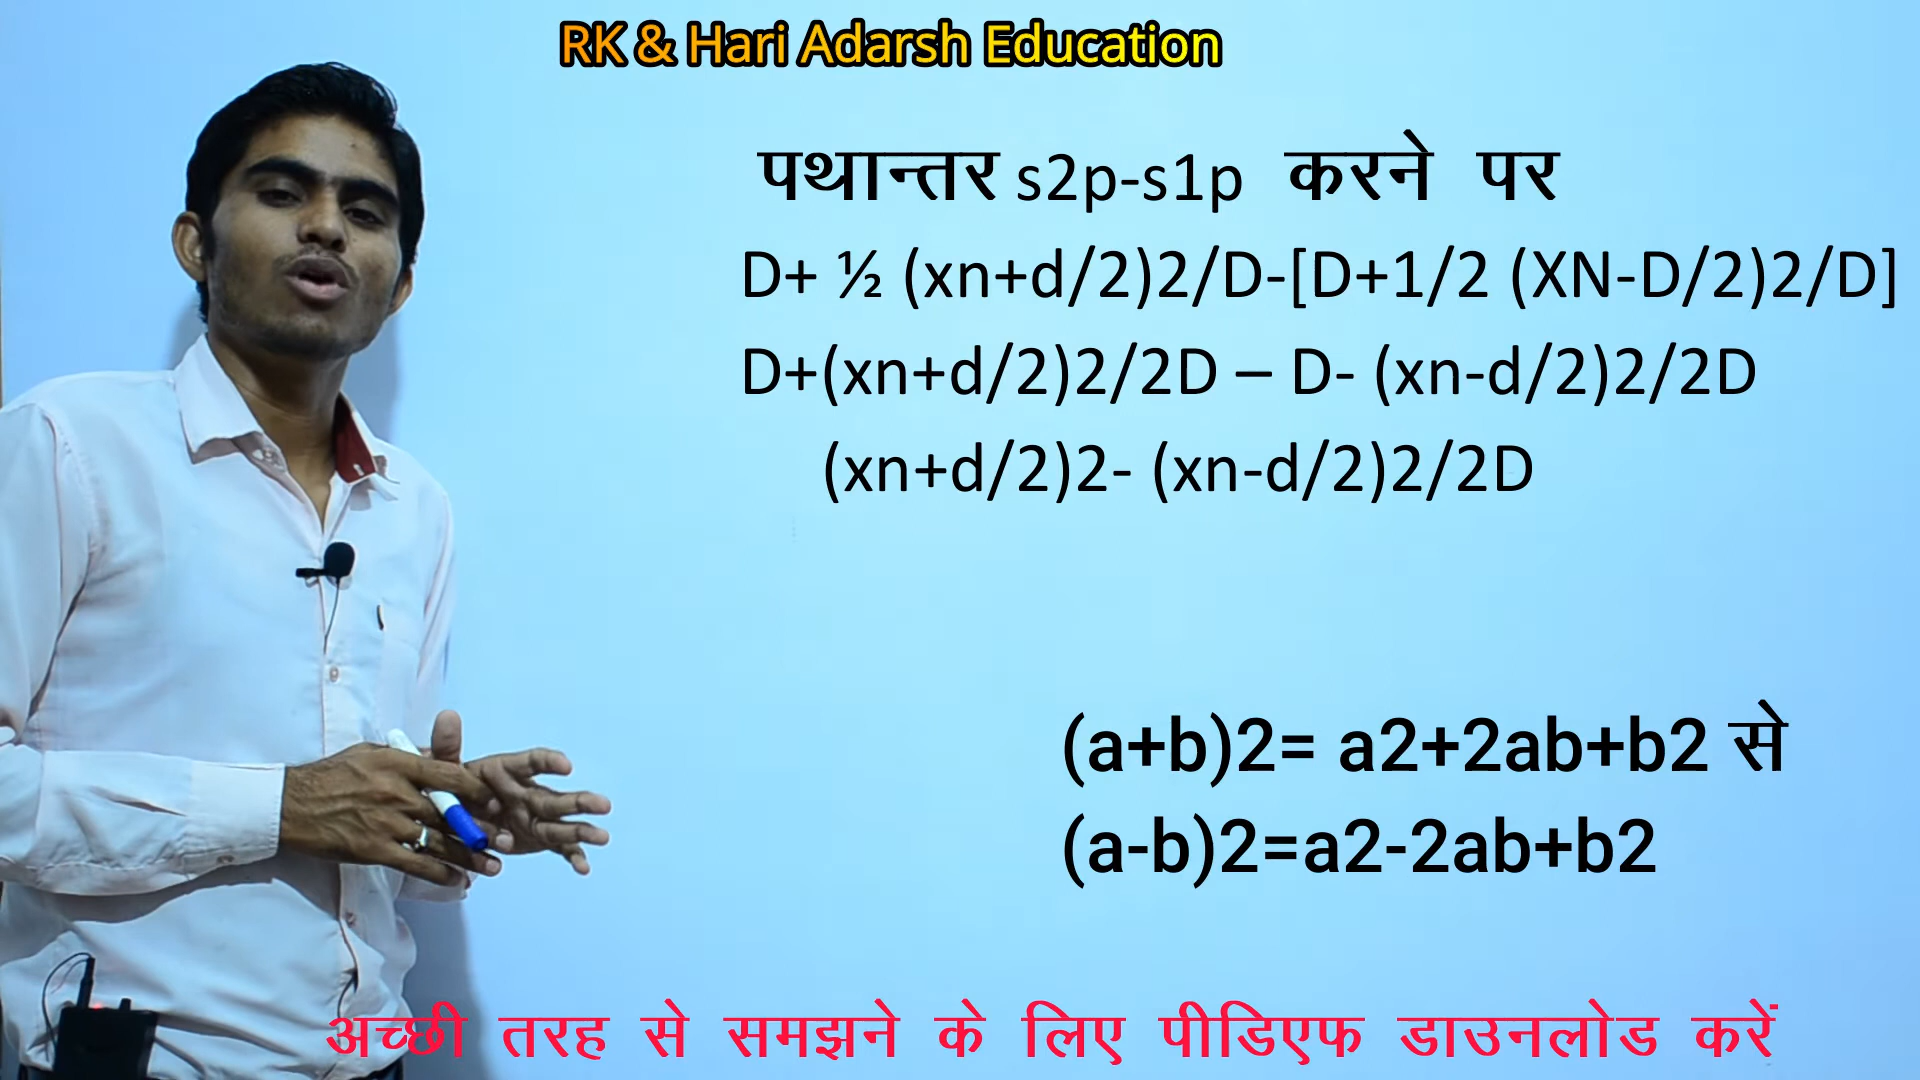 RK & Hari Adarsh Education
पथान्तर s2p-s1p करने पर
D+ ½ (xn+d/2)2/D-[D+1/2 (XN-D/2)2/D]
D+(xn+d/2)2/2D – D- (xn-d/2)2/2D
(xn+d/2)2- (xn-d/2)2/2D
(a+b)2= a2+2ab+b2 से
(a-b)2=a2-2ab+b2
अच्छी तरह से समझने के लिए पीडिएफ डाउनलोड करें